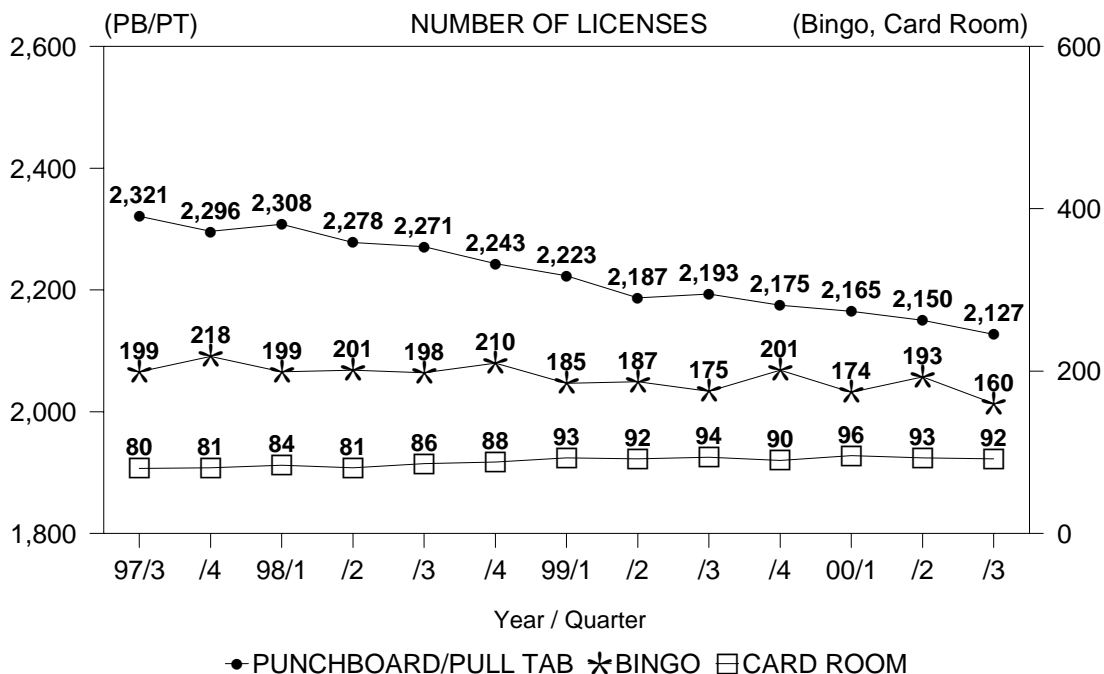 (PB/PT) NUMBER OF LICENSES (Bingo, Card Room)
2,600 600
2,400
2,321 2,296 2,308 2,278 2,271 2,243 2,223 2,187 2,193 2,175 2,165 2,150 2,127
400
2,200
199 218 199 201 198 210 185 187 175 201 174 193 160
200
2,000
80 81 84 81 86 88 93 92 94 90 96 93 92
1,800 0
97/3 /4 98/1 /2 /3 /4 99/1 /2 /3 /4 00/1 /2 /3
Year / Quarter
PUNCHBOARD/PULL TAB BINGO CARD ROOM